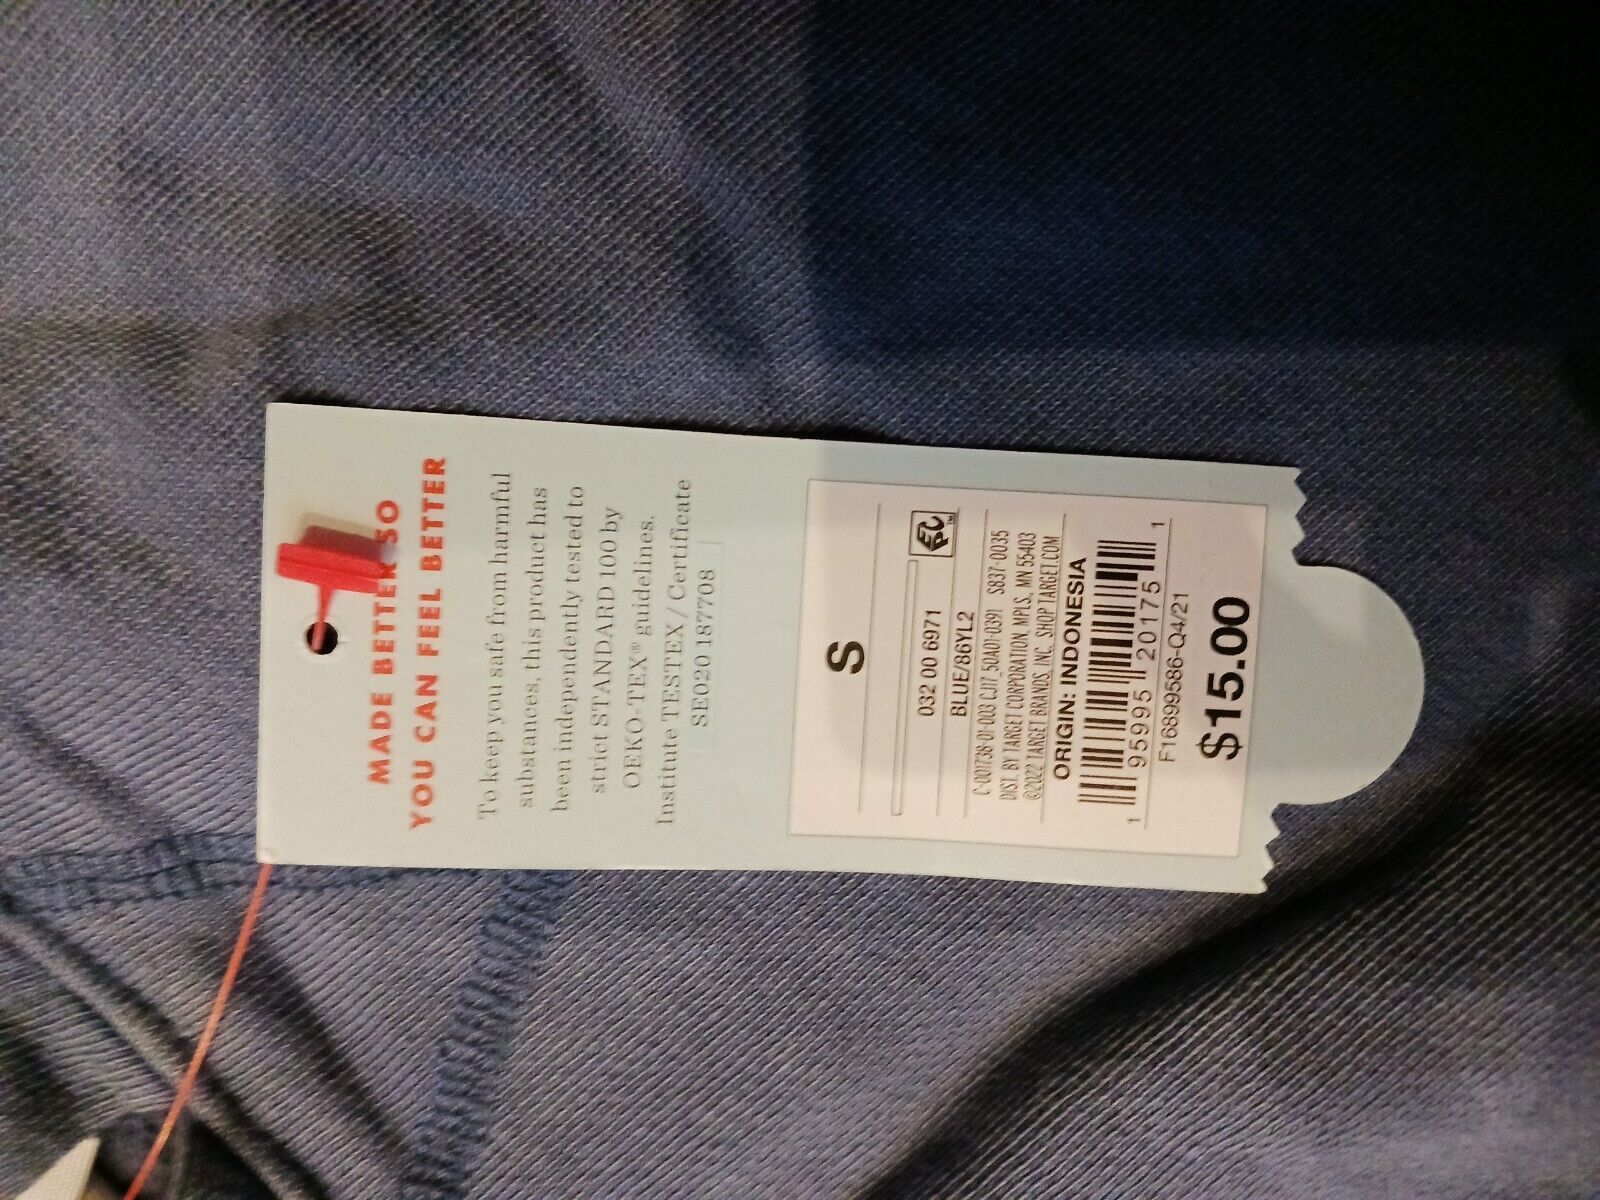 MADE BETTER SO
YOU CAN FEEL BETTER
To keep you safe from harmful
substances, this product has
been independently tested to
strict STANDARD 100 by
OEKO-TEX® guidelines.
Institute TESTEX / Certificate
SE020 187708
S
032 00 6971
EPC™
BLUE/86YL2
C-001738-01-003 CJ17_50A01-0391 S837-0035
DIST. BY TARGET CORPORATION, MPLS, MN 55403
©2022 TARGET BRANDS, INC. SHOP TARGET.COM
ORIGIN: INDONESIA
1 95995 20175 1
F16899586-Q4/21
$15.00